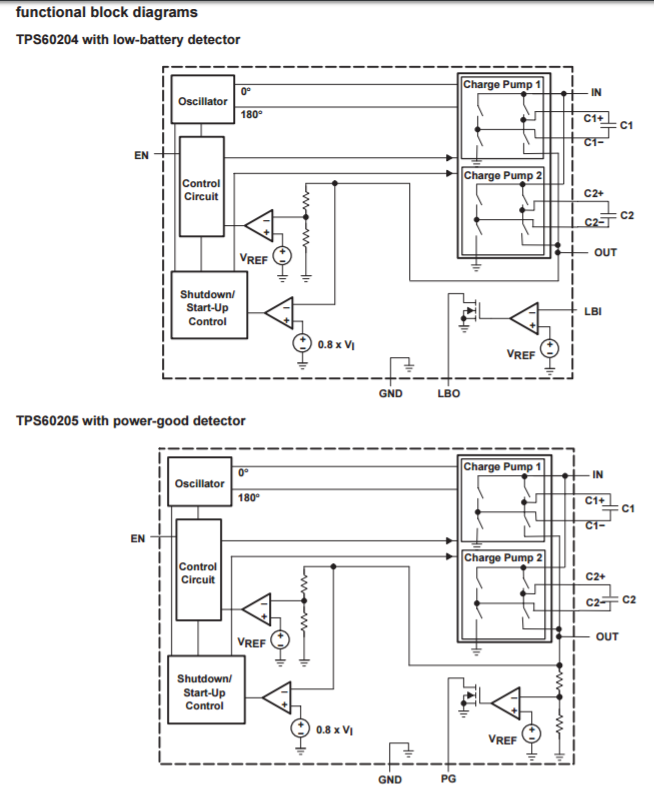 functional block diagrams
TPS60204 with low-battery detector
Oscillator
0°
180°
Charge Pump 1
IN
C1+
C1
C1–
EN
Control
Circuit
Charge Pump 2
C2+
C2
C2–
OUT
VREF
Shutdown/
Start-Up
Control
0.8 x VI
LBI
VREF
GND
LBO
TPS60205 with power-good detector
Oscillator
0°
180°
Charge Pump 1
IN
C1+
C1
C1–
EN
Control
Circuit
Charge Pump 2
C2+
C2
C2–
OUT
VREF
Shutdown/
Start-Up
Control
0.8 x VI
VREF
GND
PG